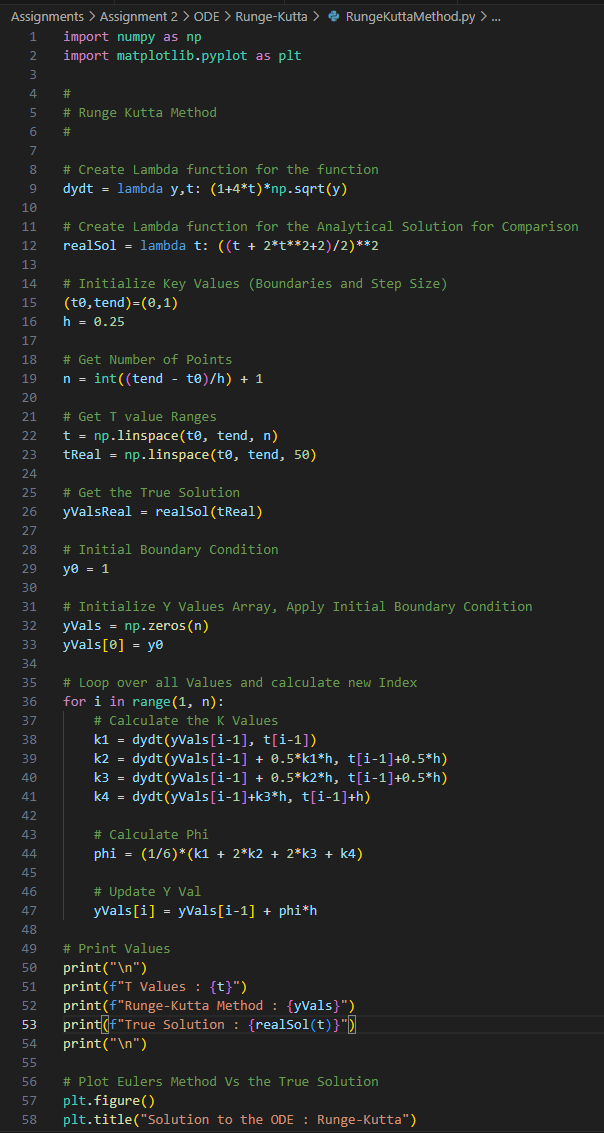 Assignments > Assignment 2 > ODE > Runge-Kutta > RungeKuttaMethod.py > ...
1 import numpy as np
2 import matplotlib.pyplot as plt
3
4 #
5 # Runge Kutta Method
6 #
7
8 # Create Lambda function for the function
9 dydt = lambda y,t: (1+4*t)*np.sqrt(y)
10
11 # Create Lambda function for the Analytical Solution for Comparison
12 realSol = lambda t: ((t + 2*t**2+2)/2)**2
13
14 # Initialize Key Values (Boundaries and Step Size)
15 (t0,tend)=(0,1)
16 h = 0.25
17
18 # Get Number of Points
19 n = int((tend - t0)/h) + 1
20
21 # Get T value Ranges
22 t = np.linspace(t0, tend, n)
23 tReal = np.linspace(t0, tend, 50)
24
25 # Get the True Solution
26 yValsReal = realSol(tReal)
27
28 # Initial Boundary Condition
29 y0 = 1
30
31 # Initialize Y Values Array, Apply Initial Boundary Condition
32 yVals = np.zeros(n)
33 yVals[0] = y0
34
35 # Loop over all Values and calculate new Index
36 for i in range(1, n):
37     # Calculate the K Values
38     k1 = dydt(yVals[i-1], t[i-1])
39     k2 = dydt(yVals[i-1] + 0.5*k1*h, t[i-1]+0.5*h)
40     k3 = dydt(yVals[i-1] + 0.5*k2*h, t[i-1]+0.5*h)
41     k4 = dydt(yVals[i-1]+k3*h, t[i-1]+h)
42
43     # Calculate Phi
44     phi = (1/6)*(k1 + 2*k2 + 2*k3 + k4)
45
46     # Update Y Val
47     yVals[i] = yVals[i-1] + phi*h
48
49 # Print Values
50 print("\n")
51 print(f"T Values : {t}")
52 print(f"Runge-Kutta Method : {yVals}")
53 print(f"True Solution : {realSol(t)}")
54 print("\n")
55
56 # Plot Eulers Method Vs the True Solution
57 plt.figure()
58 plt.title("Solution to the ODE : Runge-Kutta")